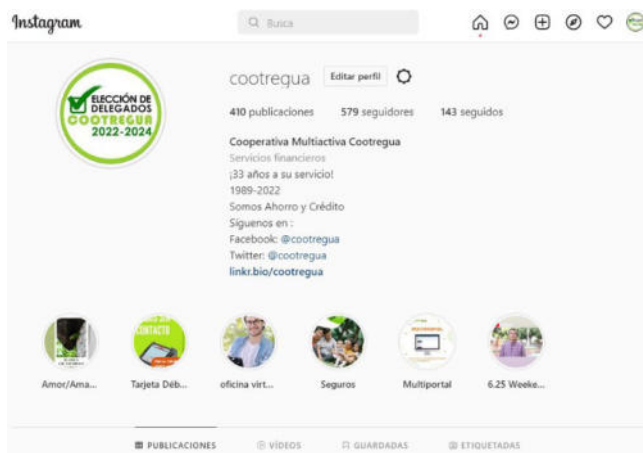 Instagram
Busca
ELECCIÓN DE
DELEGADOS
COOTREGUA
2022-2024
cootregua Editar perfil
410 publicaciones 579 seguidores 143 seguidos
Cooperativa Multiactiva Cootregua
Servicios financieros
¡33 años a su servicio!
1989-2022
Somos Ahorro y Crédito
Síguenos en :
Facebook: @cootregua
Twitter: @cootregua
linkr.bio/cootregua
CONTACTO
Amor/Ama... Tarjeta Déb... oficina virt... Seguros Multiportal 6.25 Weeke...
PUBLICACIONES VÍDEOS GUARDADAS ETIQUETADAS